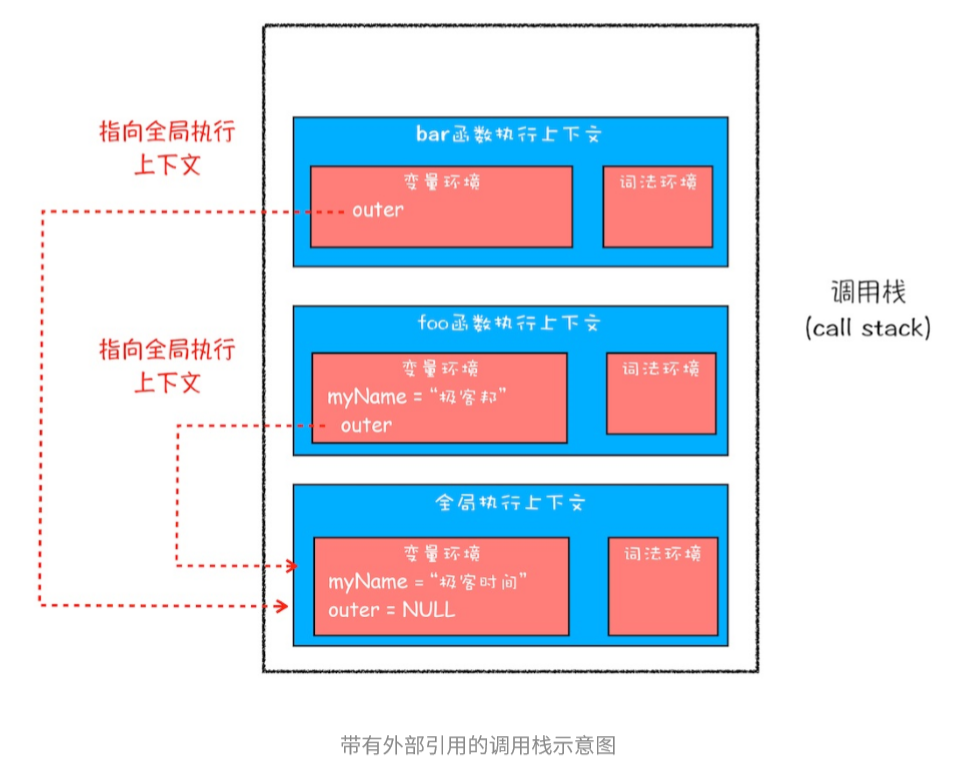 指向全局执行
上下文
bar函数执行上下文
变量环境
outer
词法环境
指向全局执行
上下文
foo函数执行上下文
变量环境
myName = “极客邦”
outer
词法环境
全局执行上下文
变量环境
myName = “极客时间”
outer = NULL
词法环境
调用栈
(call stack)
带有外部引用的调用栈示意图